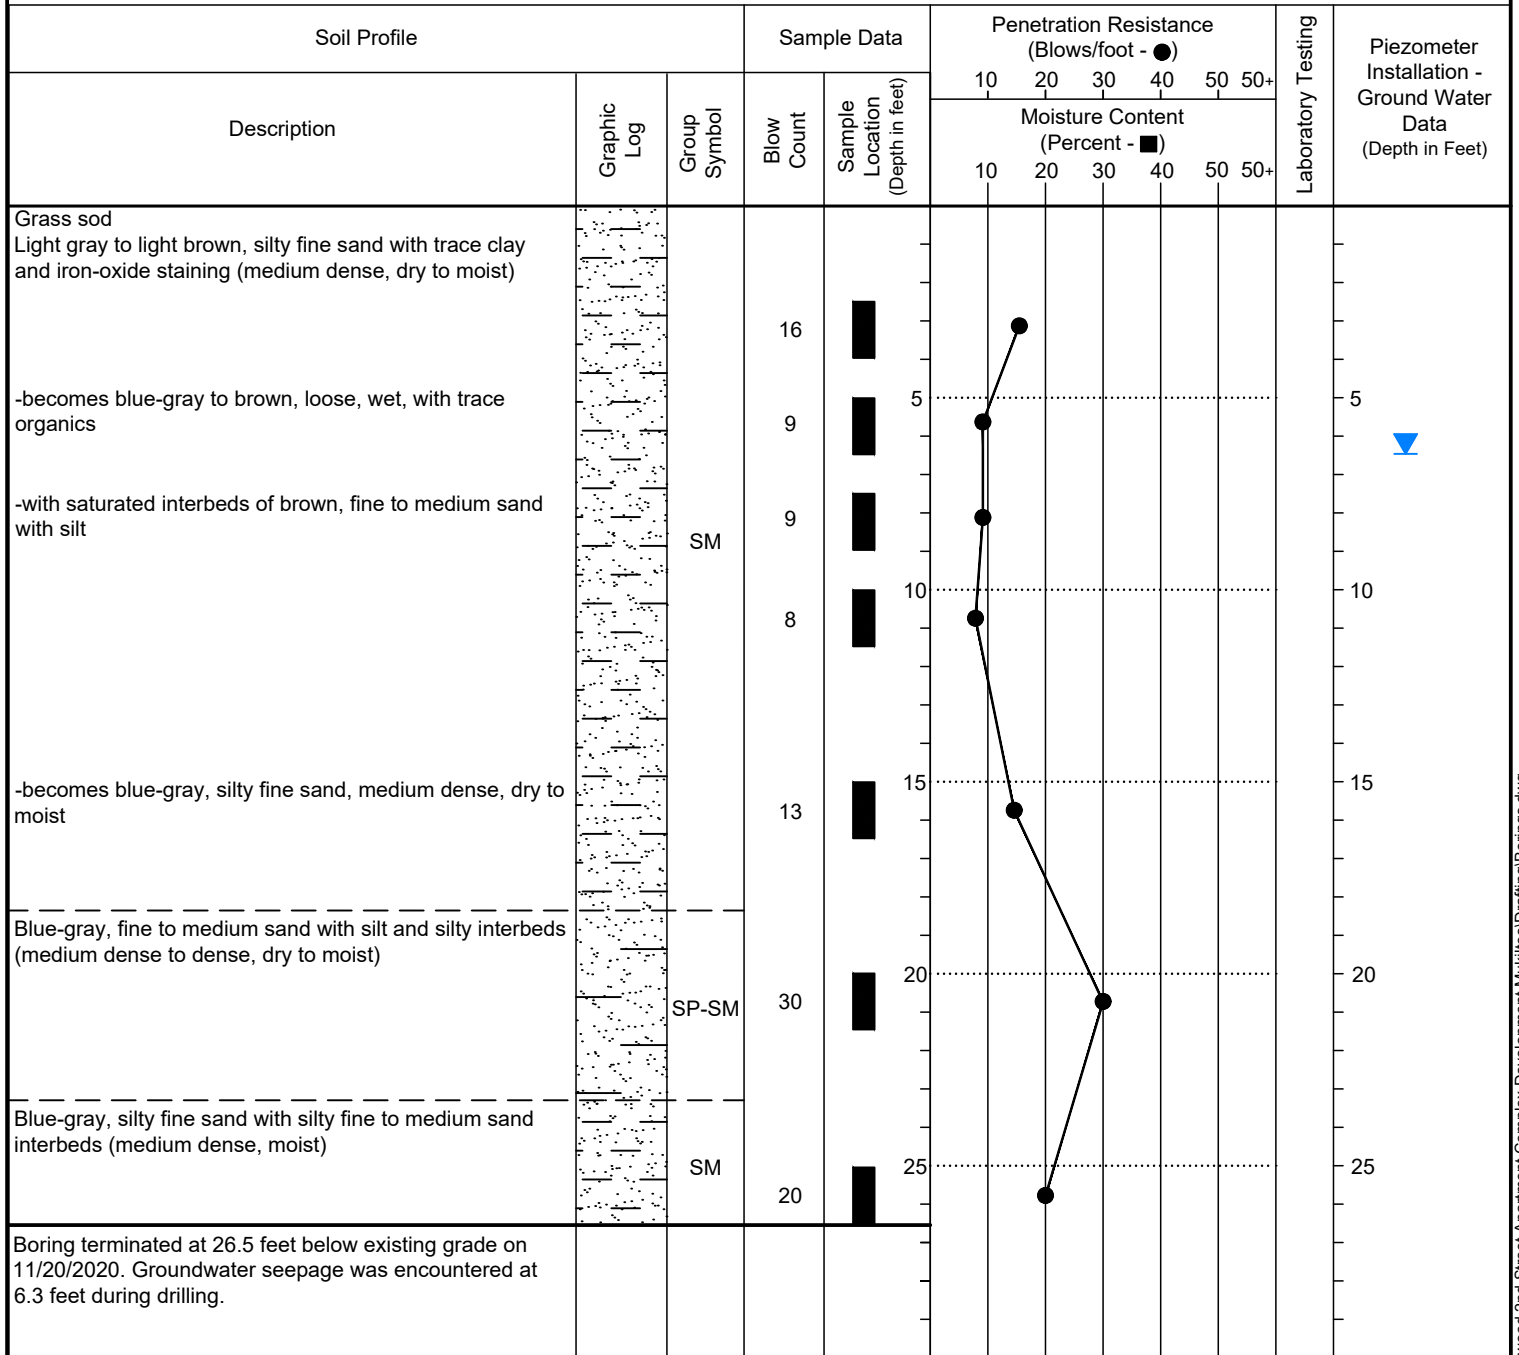 Soil Profile
Sample Data
Penetration Resistance
(Blows/foot - ●)
10 20 30 40 50 50+
Moisture Content
(Percent - ■)
10 20 30 40 50 50+
Description
Graphic
Log
Group
Symbol
Blow
Count
Sample
Location
(Depth in feet)
Laboratory Testing
Piezometer
Installation -
Ground Water
Data
(Depth in Feet)
Grass sod
Light gray to light brown, silty fine sand with trace clay
and iron-oxide staining (medium dense, dry to moist)
16
-becomes blue-gray to brown, loose, wet, with trace
organics
9
5
5
-with saturated interbeds of brown, fine to medium sand
with silt
9
SM
8
10
10
-becomes blue-gray, silty fine sand, medium dense, dry to
moist
13
15
15
Blue-gray, fine to medium sand with silt and silty interbeds
(medium dense to dense, dry to moist)
SP-SM
30
20
20
Blue-gray, silty fine sand with silty fine to medium sand
interbeds (medium dense, moist)
SM
20
25
25
Boring terminated at 26.5 feet below existing grade on
11/20/2020. Groundwater seepage was encountered at
6.3 feet during drilling.